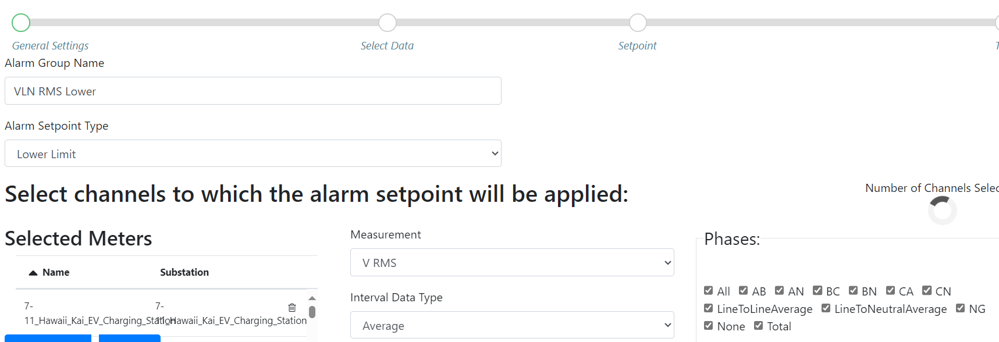 General Settings
Select Data
Setpoint
Alarm Group Name
VLN RMS Lower
Alarm Setpoint Type
Lower Limit
Select channels to which the alarm setpoint will be applied:
Number of Channels Selec
Selected Meters
Name
Substation
7-
11_Hawaii_Kai_EV_Charging_Station
7-
11_Hawaii_Kai_EV_Charging_Station
Measurement
V RMS
Interval Data Type
Average
Phases:
All AB AN BC BN CA CN
LineToLineAverage LineToNeutralAverage NG
None Total